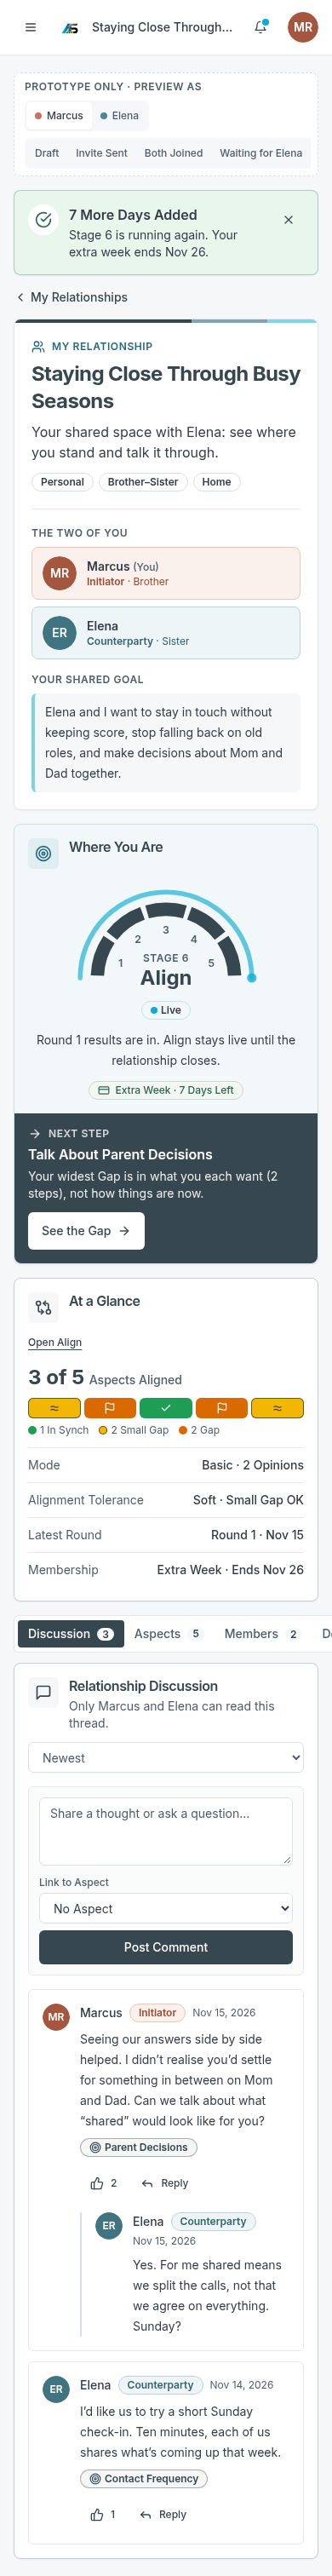 Staying Close Through...
MR
PROTOTYPE ONLY · PREVIEW AS
Marcus
Elena
Draft
Invite Sent
Both Joined
Waiting for Elena
7 More Days Added
Stage 6 is running again. Your
extra week ends Nov 26.
My Relationships
MY RELATIONSHIP
Staying Close Through Busy
Seasons
Your shared space with Elena: see where
you stand and talk it through.
Personal
Brother–Sister
Home
THE TWO OF YOU
MR
Marcus (You)
Initiator · Brother
ER
Elena
Counterparty · Sister
YOUR SHARED GOAL
Elena and I want to stay in touch without
keeping score, stop falling back on old
roles, and make decisions about Mom and
Dad together.
Where You Are
1
2
3
4
5
STAGE 6
Align
Live
Round 1 results are in. Align stays live until the
relationship closes.
Extra Week · 7 Days Left
NEXT STEP
Talk About Parent Decisions
Your widest Gap is in what you each want (2
steps), not how things are now.
See the Gap
At a Glance
Open Align
3 of 5 Aspects Aligned
1 In Synch
2 Small Gap
2 Gap
Mode
Basic · 2 Opinions
Alignment Tolerance
Soft · Small Gap OK
Latest Round
Round 1 · Nov 15
Membership
Extra Week · Ends Nov 26
Discussion 3
Aspects 5
Members 2
Relationship Discussion
Only Marcus and Elena can read this
thread.
Newest
Share a thought or ask a question...
Link to Aspect
No Aspect
Post Comment
MR
Marcus
Initiator
Nov 15, 2026
Seeing our answers side by side
helped. I didn’t realise you’d settle
for something in between on Mom
and Dad. Can we talk about what
“shared” would look like for you?
Parent Decisions
2
Reply
ER
Elena
Counterparty
Nov 15, 2026
Yes. For me shared means
we split the calls, not that
we agree on everything.
Sunday?
ER
Elena
Counterparty
Nov 14, 2026
I’d like us to try a short Sunday
check-in. Ten minutes, each of us
shares what’s coming up that week.
Contact Frequency
1
Reply